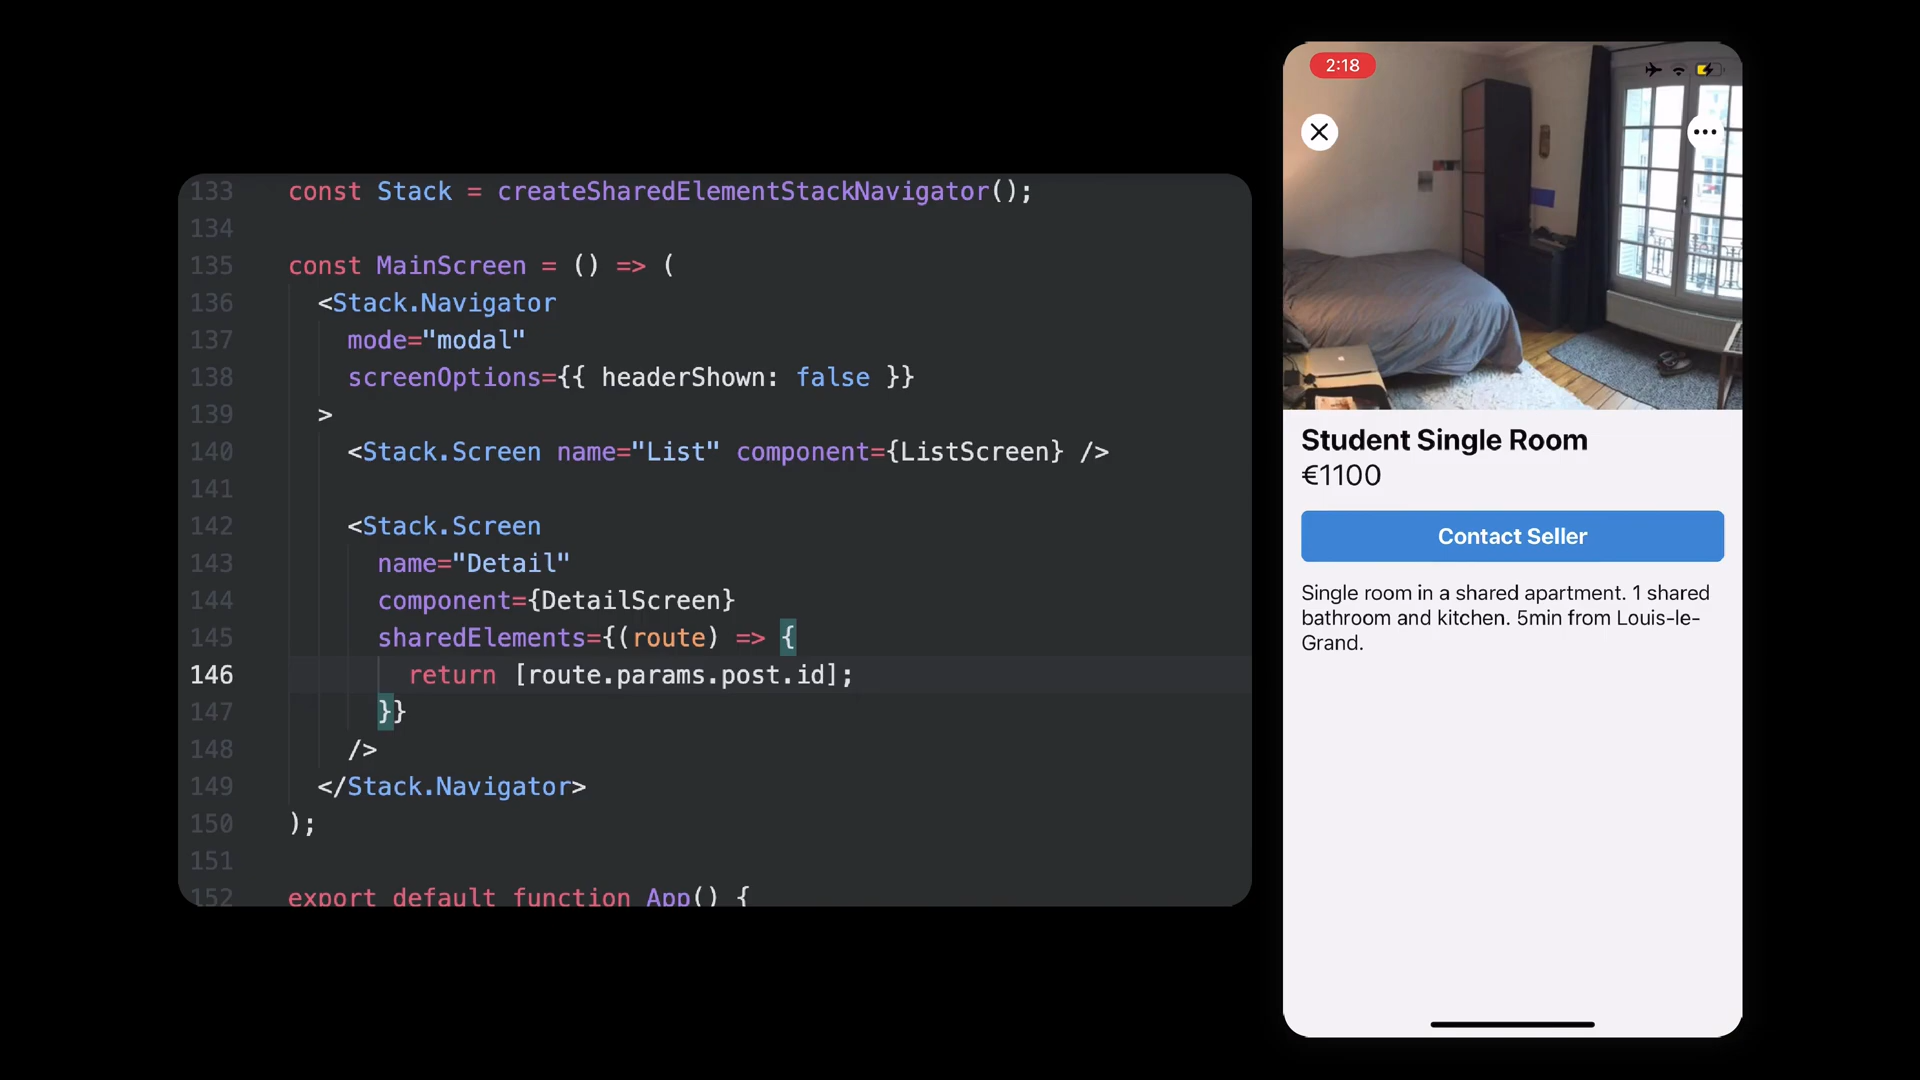 133 const Stack = createSharedElementStackNavigator();
134
135 const MainScreen = () => (
136 <Stack.Navigator
137 mode="modal"
138 screenOptions={{ headerShown: false }}
139 >
140 <Stack.Screen name="List" component={ListScreen} />
141
142 <Stack.Screen
143 name="Detail"
144 component={DetailScreen}
145 sharedElements={(route) => {
146 return [route.params.post.id];
147 }}
148 />
149 </Stack.Navigator>
150 );
151
152 export default function App() {
2:18
Student Single Room
€1100
Contact Seller
Single room in a shared apartment. 1 shared
bathroom and kitchen. 5min from Louis-le-
Grand.